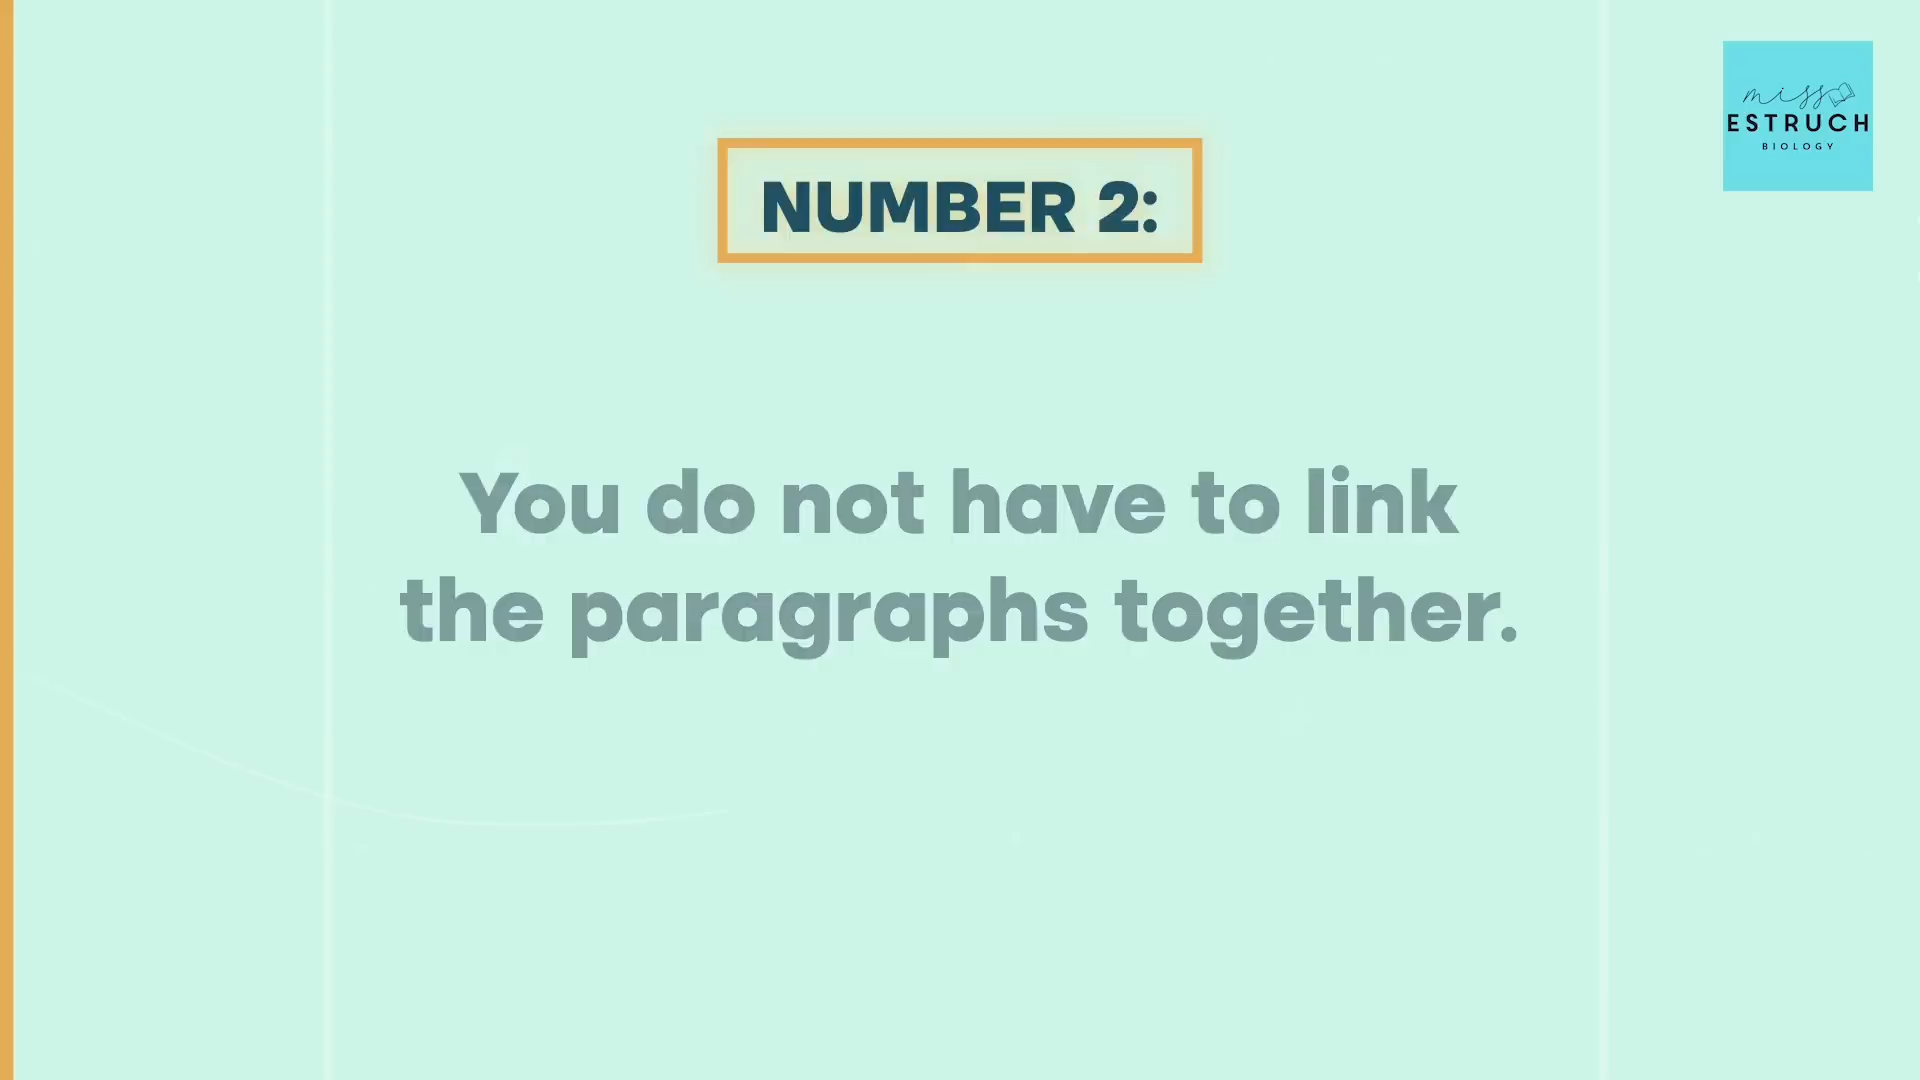 miss
ESTRUCH
BIOLOGY
NUMBER 2:
You do not have to link
the paragraphs together.